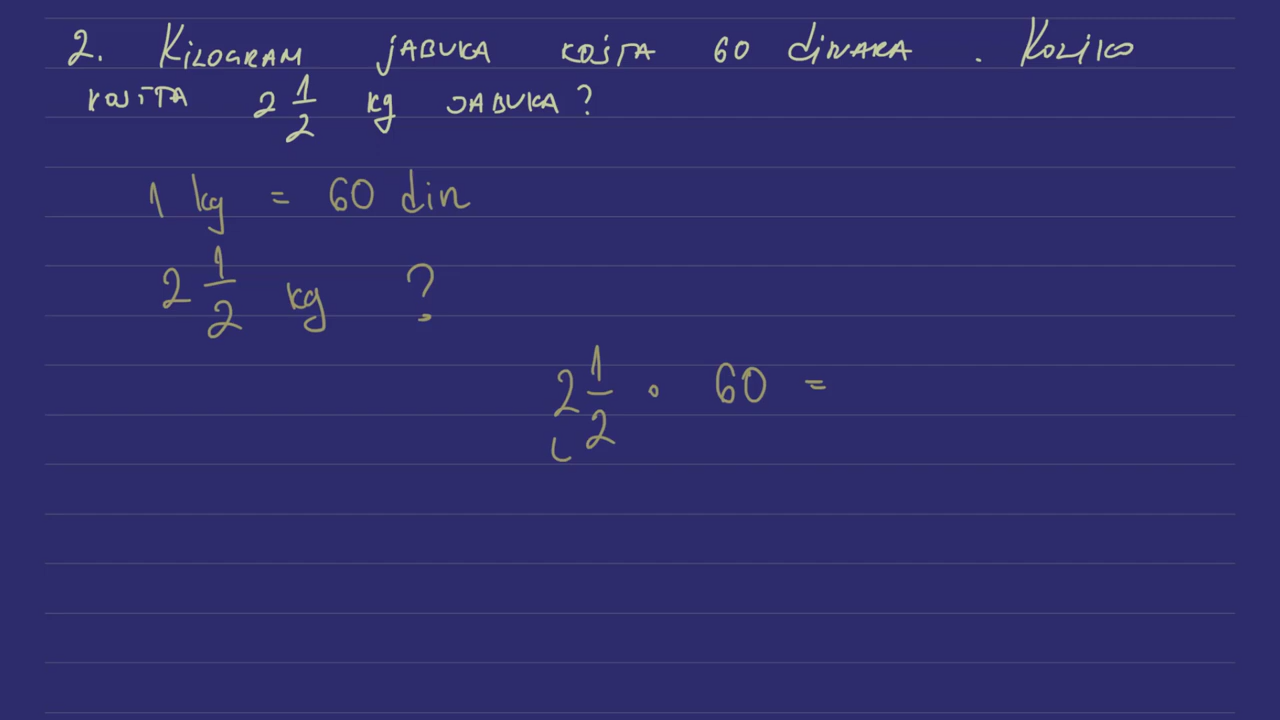 2. KILOGRAM JABUKA KOŠTA 60 DINARA. KOLIKO
KOŠTA 2 1/2 kg JABUKA?
1 kg = 60 din
2 1/2 kg ?
2 1/2 · 60 =